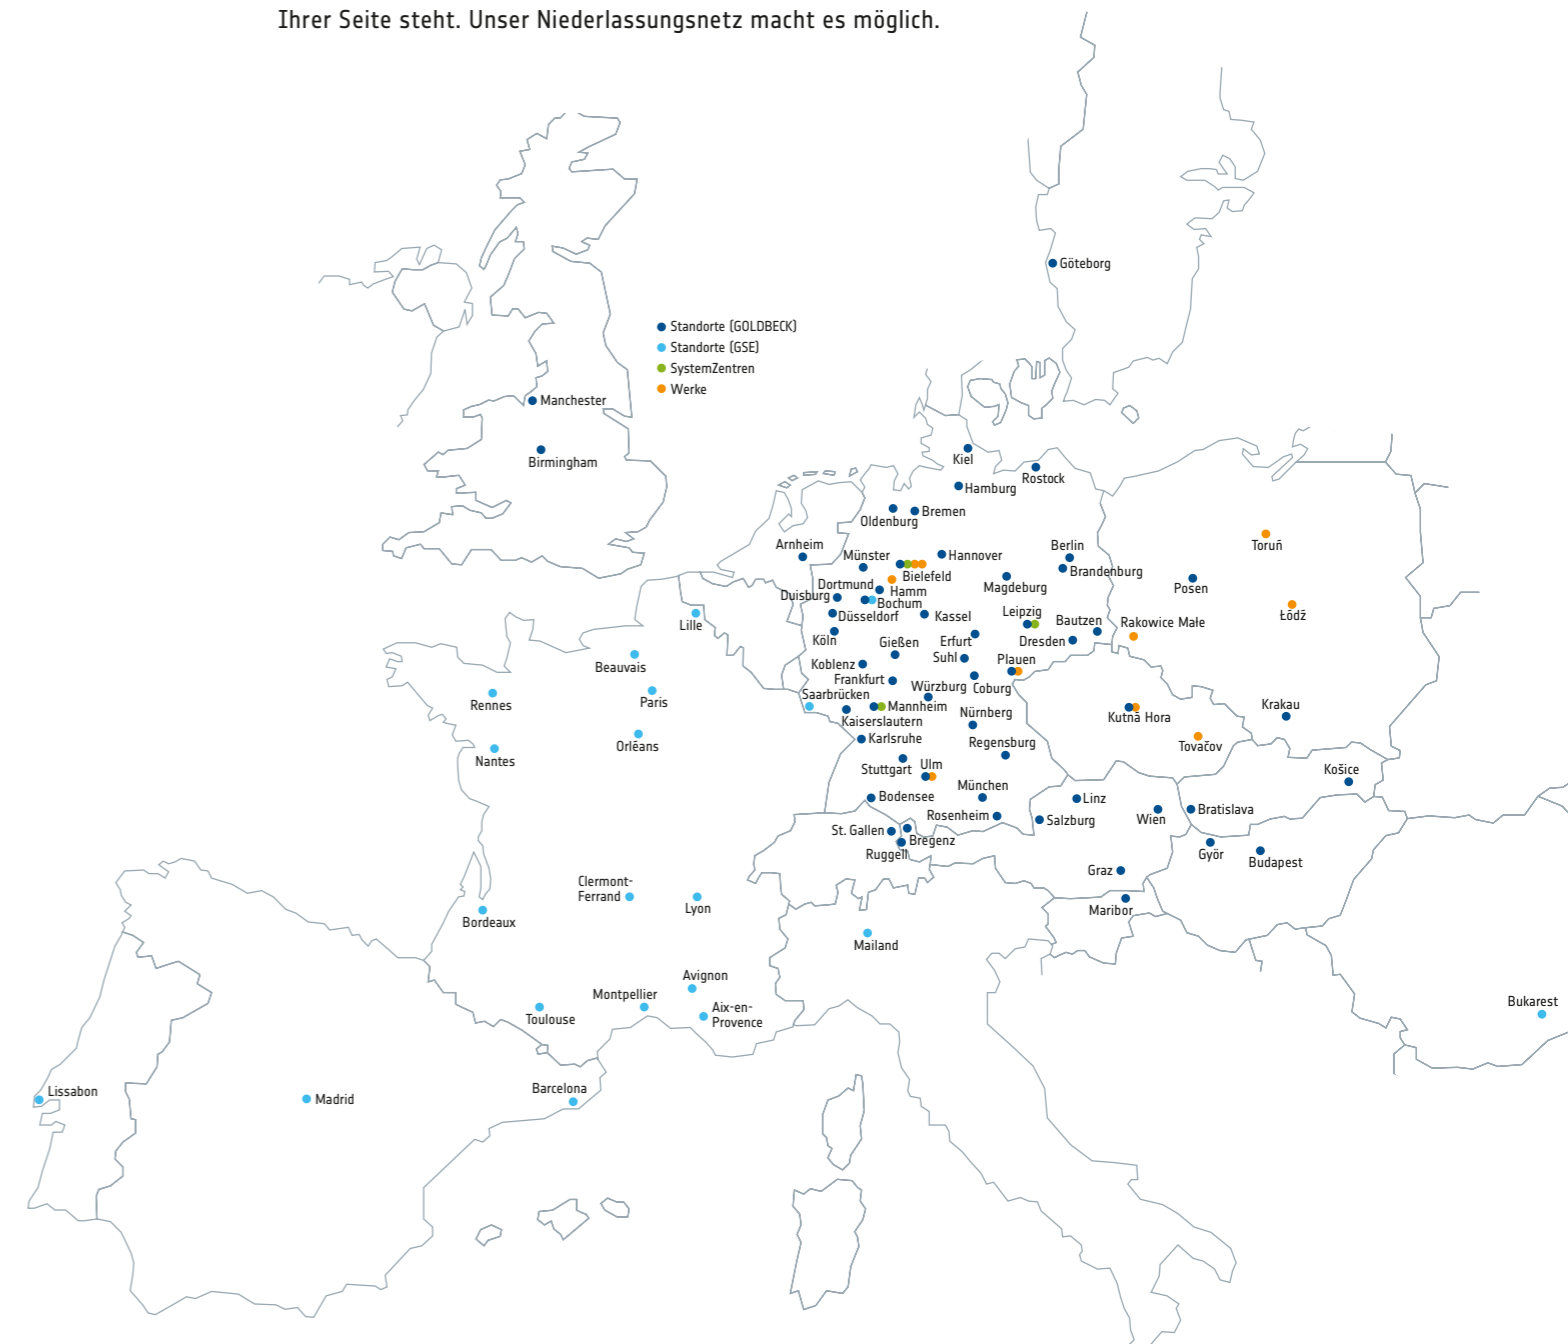 Ihrer Seite steht. Unser Niederlassungsnetz macht es möglich.
Göteborg
Standorte (GOLDBECK)
Standorte (GSE)
SystemZentren
Werke
Manchester
Birmingham
Kiel
Rostock
Hamburg
Oldenburg
Bremen
Arnheim
Münster
Hannover
Berlin
Toruń
Bielefeld
Brandenburg
Dortmund
Hamm
Magdeburg
Posen
Duisburg
Bochum
Düsseldorf
Kassel
Leipzig
Bautzen
Rakowice Małe
Łódź
Lille
Köln
Gießen
Erfurt
Dresden
Beauvais
Koblenz
Suhl
Plauen
Frankfurt
Würzburg
Coburg
Rennes
Paris
Saarbrücken
Mannheim
Nürnberg
Kutná Hora
Krakau
Kaiserslautern
Orléans
Karlsruhe
Regensburg
Tovačov
Nantes
Stuttgart
Ulm
Košice
München
Bodensee
Linz
Rosenheim
Salzburg
Wien
Bratislava
St. Gallen
Bregenz
Ruggell
Györ
Budapest
Graz
Clermont-
Ferrand
Lyon
Maribor
Bordeaux
Mailand
Avignon
Montpellier
Aix-en-
Provence
Toulouse
Bukarest
Lissabon
Madrid
Barcelona